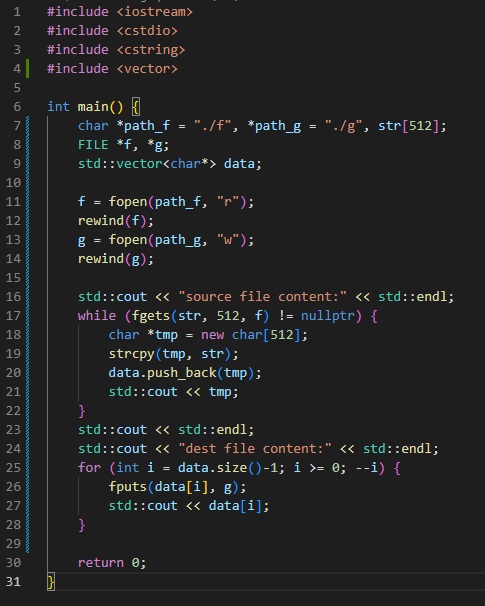 1 #include <iostream>
2 #include <cstdio>
3 #include <cstring>
4 #include <vector>
5
6 int main() {
7 char *path_f = "./f", *path_g = "./g", str[512];
8 FILE *f, *g;
9 std::vector<char*> data;
10
11 f = fopen(path_f, "r");
12 rewind(f);
13 g = fopen(path_g, "w");
14 rewind(g);
15
16 std::cout << "source file content:" << std::endl;
17 while (fgets(str, 512, f) != nullptr) {
18 char *tmp = new char[512];
19 strcpy(tmp, str);
20 data.push_back(tmp);
21 std::cout << tmp;
22 }
23 std::cout << std::endl;
24 std::cout << "dest file content:" << std::endl;
25 for (int i = data.size()-1; i >= 0; --i) {
26 fputs(data[i], g);
27 std::cout << data[i];
28 }
29
30 return 0;
31 }